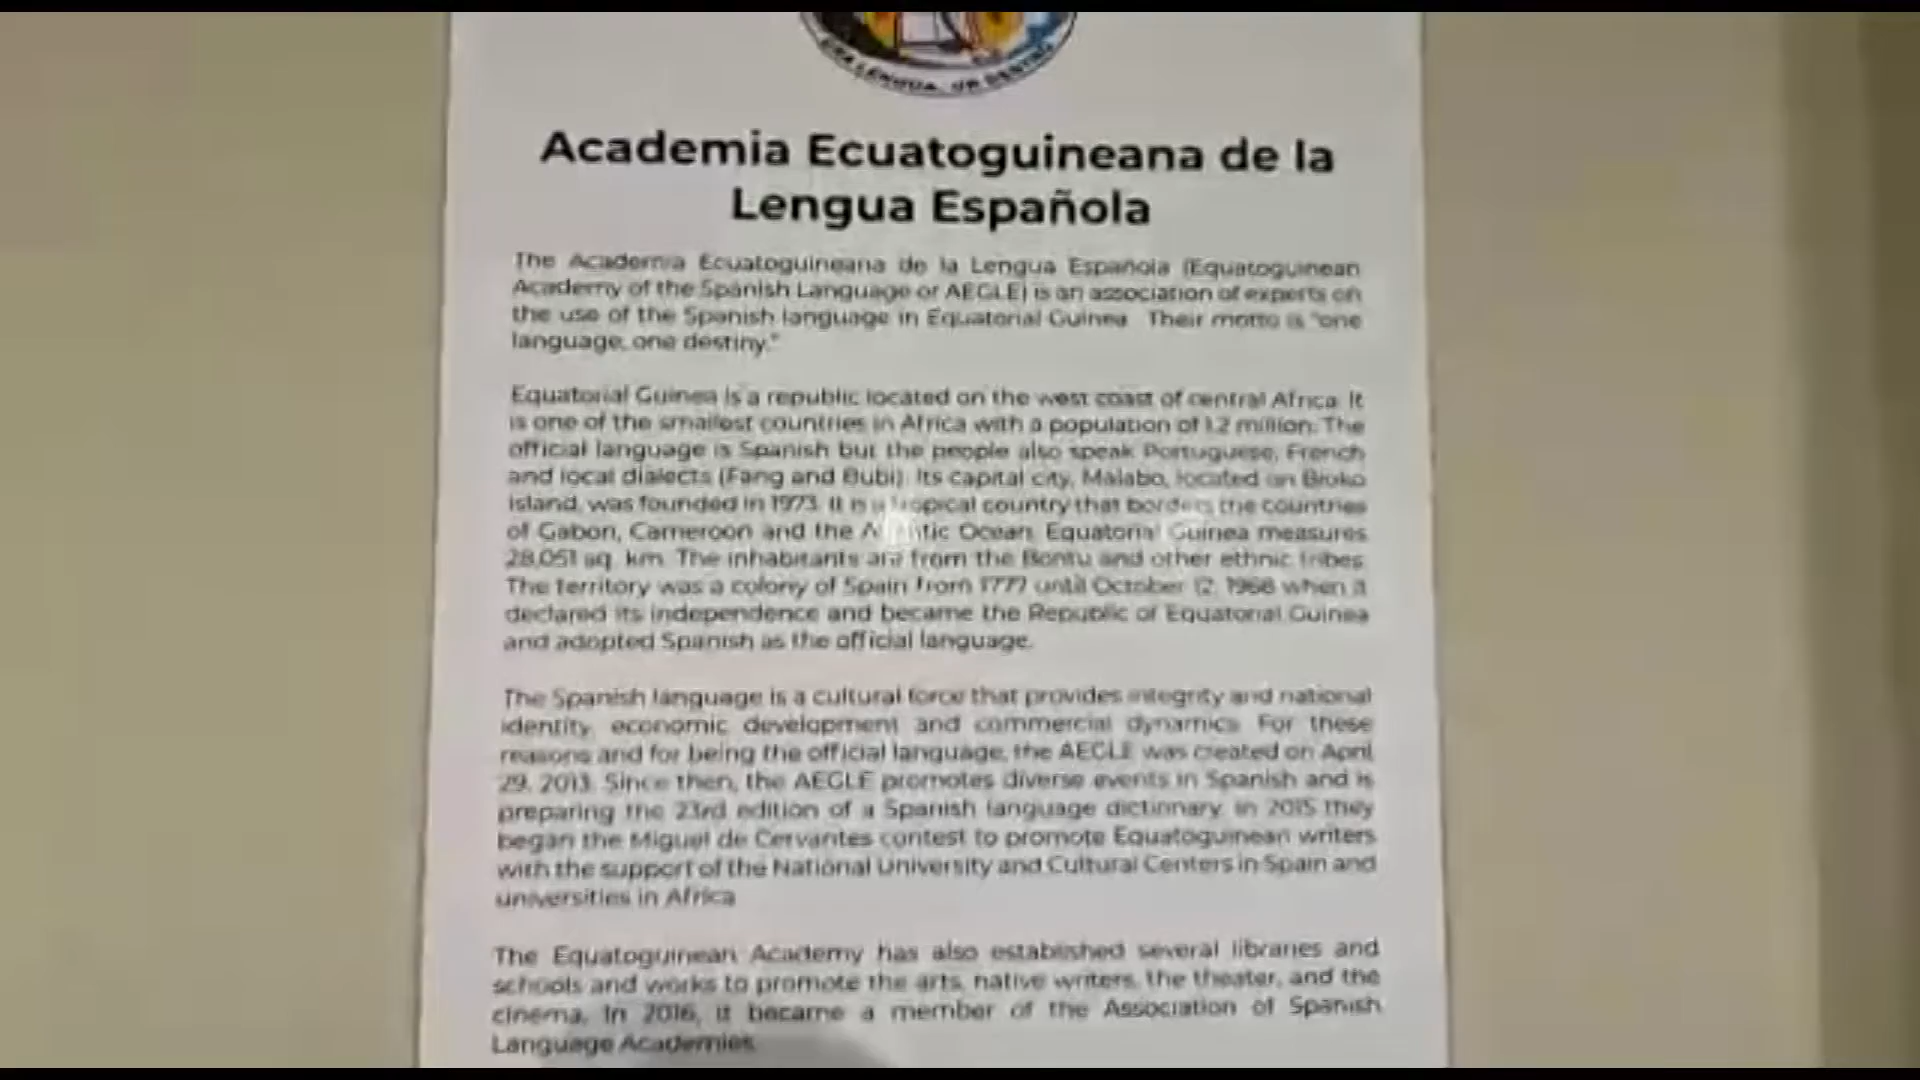 UNA LENGUA, UN DESTINO
Academia Ecuatoguineana de la
Lengua Española
The Academia Ecuatoguineana de la Lengua Española (Equatoguinean
Academy of the Spanish Language or AEGLE) is an association of experts on
the use of the Spanish language in Equatorial Guinea. Their motto is "one
language, one destiny."
Equatorial Guinea is a republic located on the west coast of central Africa. It
is one of the smallest countries in Africa with a population of 1.2 million. The
official language is Spanish but the people also speak Portuguese, French
and local dialects (Fang and Bubi). Its capital city, Malabo, located on Bioko
island, was founded in 1973. It is a tropical country that borders the countries
of Gabon, Cameroon and the Atlantic Ocean. Equatorial Guinea measures
28,051 sq. km. The inhabitants are from the Bontu and other ethnic tribes.
The territory was a colony of Spain from 1777 until October 12, 1968 when it
declared its independence and became the Republic of Equatorial Guinea
and adopted Spanish as the official language.
The Spanish language is a cultural force that provides integrity and national
identity, economic development and commercial dynamics. For these
reasons and for being the official language, the AEGLE was created on April
29, 2013. Since then, the AEGLE promotes diverse events in Spanish and is
preparing the 23rd edition of a Spanish language dictinnary. In 2015 they
began the Miguel de Cervantes contest to promote Equatoguinean writers
with the support of the National University and Cultural Centers in Spain and
universities in Africa.
The Equatoguinean Academy has also established several libraries and
schools and works to promote the arts, native writers, the theater, and the
cinema. In 2016, it became a member of the Association of Spanish
Language Academies.